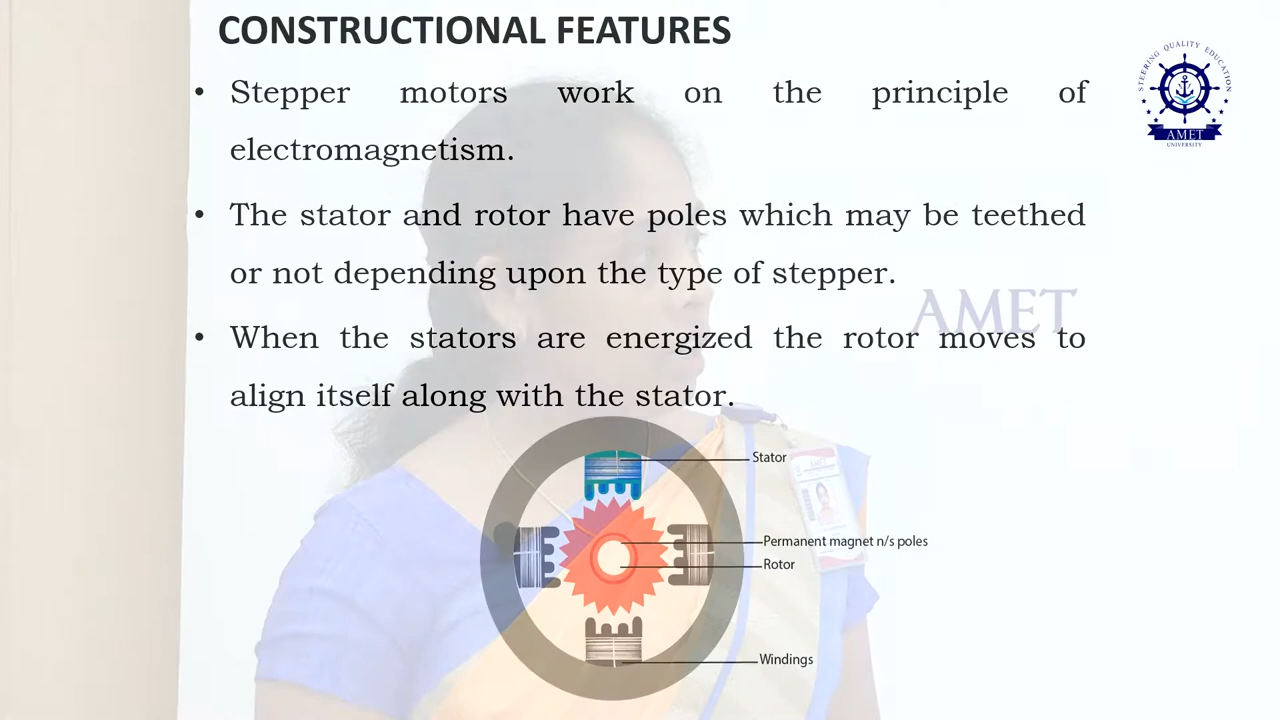 CONSTRUCTIONAL FEATURES
• Stepper motors work on the principle of
electromagnetism.
• The stator and rotor have poles which may be teethed
or not depending upon the type of stepper.
• When the stators are energized the rotor moves to
align itself along with the stator.
STEERING QUALITY EDUCATION
AMET
UNIVERSITY
AMET
Stator
AMET
Permanent magnet n/s poles
Rotor
Windings